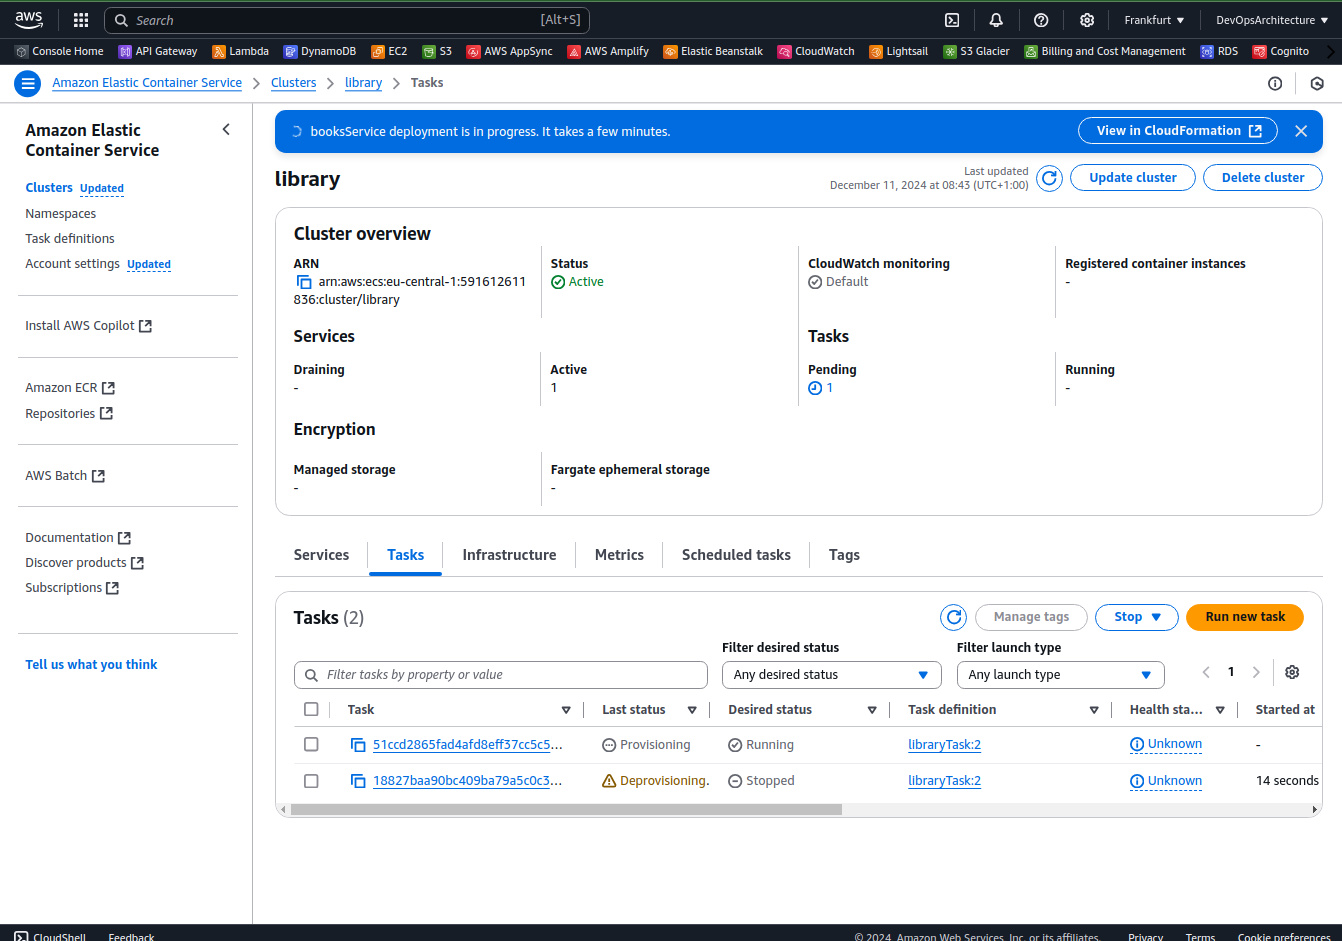 aws Search [Alt+S] Frankfurt DevOpsArchitecture
Console Home API Gateway Lambda DynamoDB EC2 S3 AWS AppSync AWS Amplify Elastic Beanstalk CloudWatch Lightsail S3 Glacier Billing and Cost Management RDS Cognito
Amazon Elastic Container Service Clusters library Tasks
Amazon Elastic
Container Service
Clusters Updated
Namespaces
Task definitions
Account settings Updated
Install AWS Copilot
Amazon ECR
Repositories
AWS Batch
Documentation
Discover products
Subscriptions
Tell us what you think
booksService deployment is in progress. It takes a few minutes. View in CloudFormation
library
Last updated
December 11, 2024 at 08:43 (UTC+1:00)
Update cluster Delete cluster
Cluster overview
ARN
arn:aws:ecs:eu-central-1:591612611
836:cluster/library
Status
Active
CloudWatch monitoring
Default
Registered container instances
-
Services
Draining
-
Active
1
Tasks
Pending
1
Running
-
Encryption
Managed storage
-
Fargate ephemeral storage
-
Services Tasks Infrastructure Metrics Scheduled tasks Tags
Tasks (2) Manage tags Stop Run new task
Filter desired status Filter launch type
Filter tasks by property or value Any desired status Any launch type 1
Task Last status Desired status Task definition Health sta... Started at
51ccd2865fad4afd8eff37cc5c5... Provisioning Running libraryTask:2 Unknown -
18827baa90bc409ba79a5c0c3... Deprovisioning. Stopped libraryTask:2 Unknown 14 seconds
CloudShell Feedback © 2024, Amazon Web Services, Inc. or its affiliates. Privacy Terms Cookie preferences